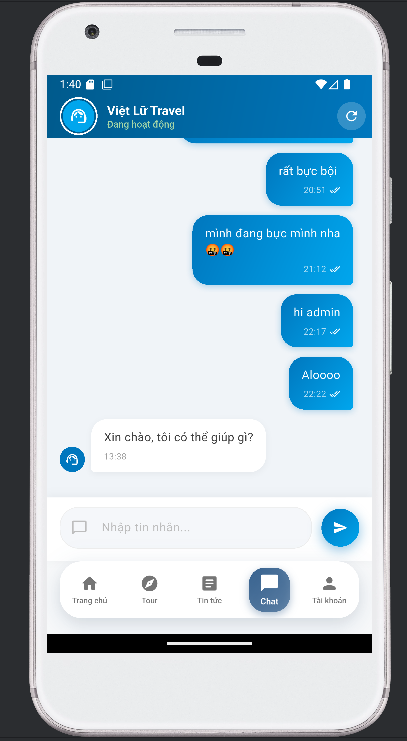 1:40
Việt Lữ Travel
Đang hoạt động
rất bực bội
20:51
mình đang bục mình nha
🤬🤬
21:12
hi admin
22:17
Aloooo
22:22
Xin chào, tôi có thể giúp gì?
13:38
Nhập tin nhắn...
Trang chủ
Tour
Tin tức
Chat
Tài khoản